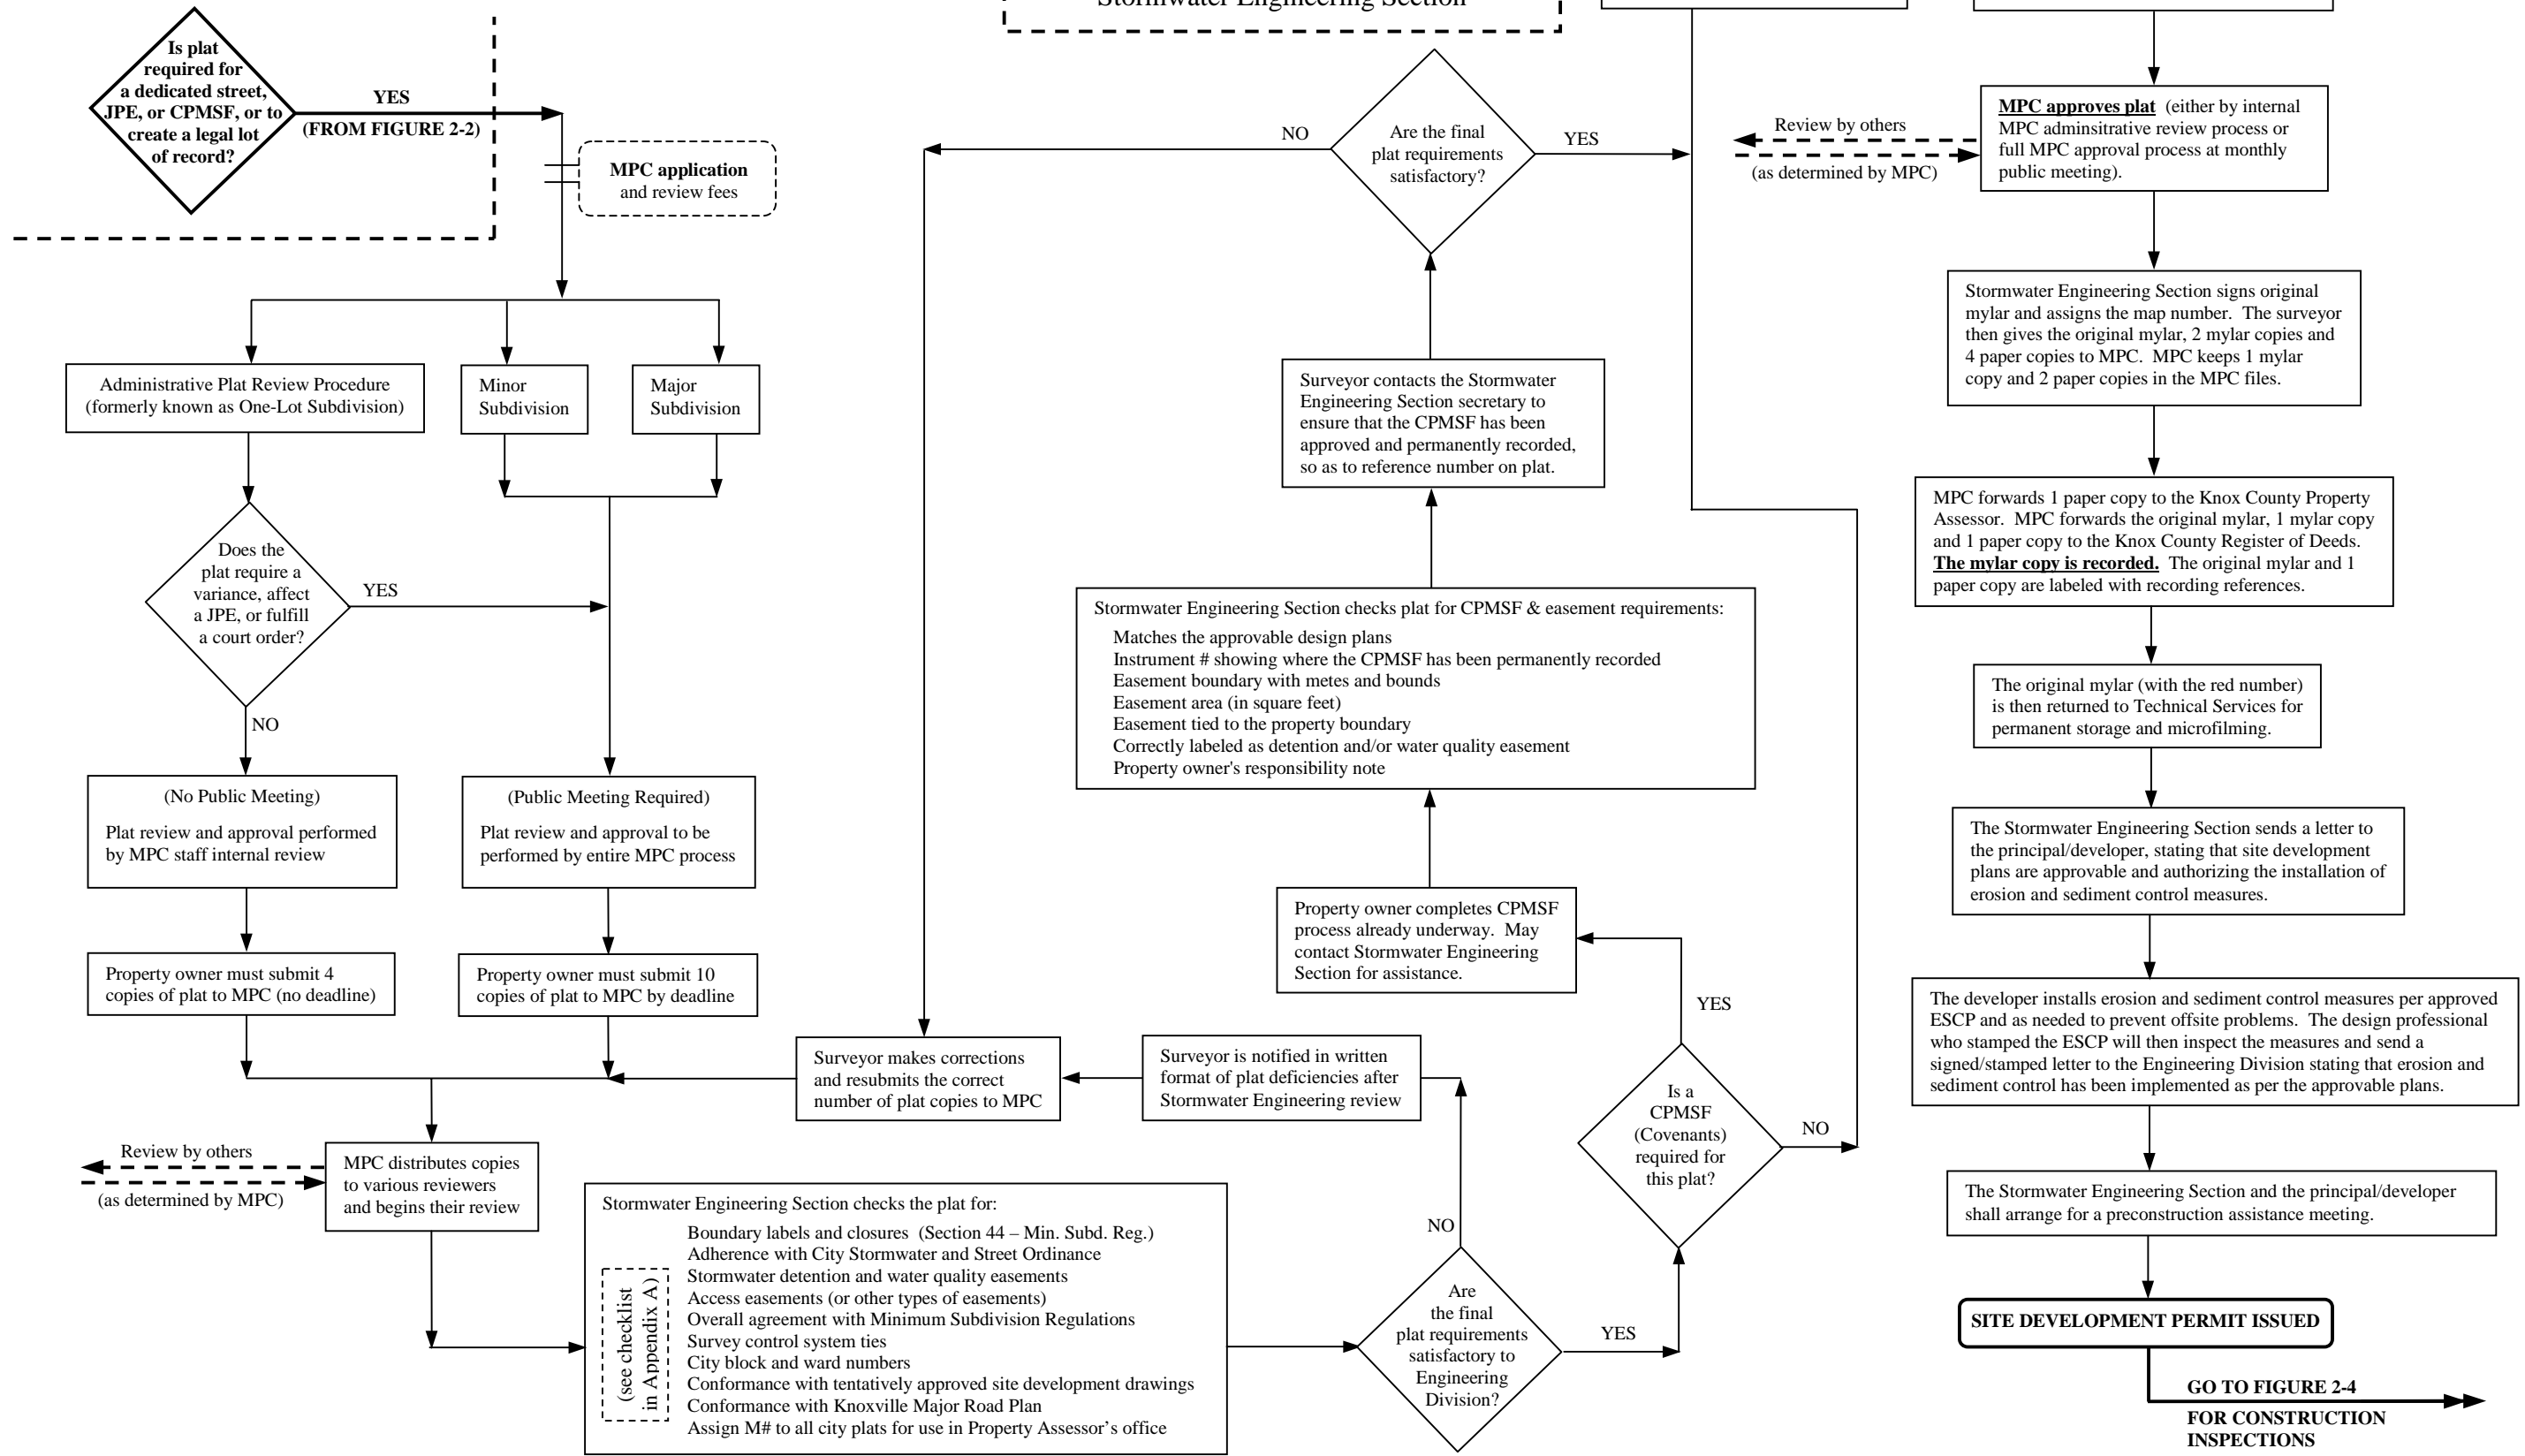 Stormwater Engineering Section
Is plat
required for
a dedicated street,
JPE, or CPMSF, or to
create a legal lot
of record?
YES
(FROM FIGURE 2-2)
MPC application
and review fees
Administrative Plat Review Procedure
(formerly known as One-Lot Subdivision)
Minor
Subdivision
Major
Subdivision
Does the
plat require a
variance, affect
a JPE, or fulfill
a court order?
YES
NO
(No Public Meeting)
Plat review and approval performed
by MPC staff internal review
(Public Meeting Required)
Plat review and approval to be
performed by entire MPC process
Property owner must submit 4
copies of plat to MPC (no deadline)
Property owner must submit 10
copies of plat to MPC by deadline
Review by others
(as determined by MPC)
MPC distributes copies
to various reviewers
and begins their review
Stormwater Engineering Section checks the plat for:
(see checklist
in Appendix A)
Boundary labels and closures (Section 44 – Min. Subd. Reg.)
Adherence with City Stormwater and Street Ordinance
Stormwater detention and water quality easements
Access easements (or other types of easements)
Overall agreement with Minimum Subdivision Regulations
Survey control system ties
City block and ward numbers
Conformance with tentatively approved site development drawings
Conformance with Knoxville Major Road Plan
Assign M# to all city plats for use in Property Assessor’s office
Are
the final
plat requirements
satisfactory to
Engineering
Division?
NO
YES
Surveyor is notified in written
format of plat deficiencies after
Stormwater Engineering review
Surveyor makes corrections
and resubmits the correct
number of plat copies to MPC
Is a
CPMSF
(Covenants)
required for
this plat?
YES
NO
Property owner completes CPMSF
process already underway. May
contact Stormwater Engineering
Section for assistance.
Stormwater Engineering Section checks plat for CPMSF & easement requirements:
Matches the approvable design plans
Instrument # showing where the CPMSF has been permanently recorded
Easement boundary with metes and bounds
Easement area (in square feet)
Easement tied to the property boundary
Correctly labeled as detention and/or water quality easement
Property owner's responsibility note
Surveyor contacts the Stormwater
Engineering Section secretary to
ensure that the CPMSF has been
approved and permanently recorded,
so as to reference number on plat.
Are the final
plat requirements
satisfactory?
NO
YES
Review by others
(as determined by MPC)
MPC approves plat (either by internal
MPC adminsitrative review process or
full MPC approval process at monthly
public meeting).
Stormwater Engineering Section signs original
mylar and assigns the map number. The surveyor
then gives the original mylar, 2 mylar copies and
4 paper copies to MPC. MPC keeps 1 mylar
copy and 2 paper copies in the MPC files.
MPC forwards 1 paper copy to the Knox County Property
Assessor. MPC forwards the original mylar, 1 mylar copy
and 1 paper copy to the Knox County Register of Deeds.
The mylar copy is recorded. The original mylar and 1
paper copy are labeled with recording references.
The original mylar (with the red number)
is then returned to Technical Services for
permanent storage and microfilming.
The Stormwater Engineering Section sends a letter to
the principal/developer, stating that site development
plans are approvable and authorizing the installation of
erosion and sediment control measures.
The developer installs erosion and sediment control measures per approved
ESCP and as needed to prevent offsite problems. The design professional
who stamped the ESCP will then inspect the measures and send a
signed/stamped letter to the Engineering Division stating that erosion and
sediment control has been implemented as per the approvable plans.
The Stormwater Engineering Section and the principal/developer
shall arrange for a preconstruction assistance meeting.
SITE DEVELOPMENT PERMIT ISSUED
GO TO FIGURE 2-4
FOR CONSTRUCTION
INSPECTIONS